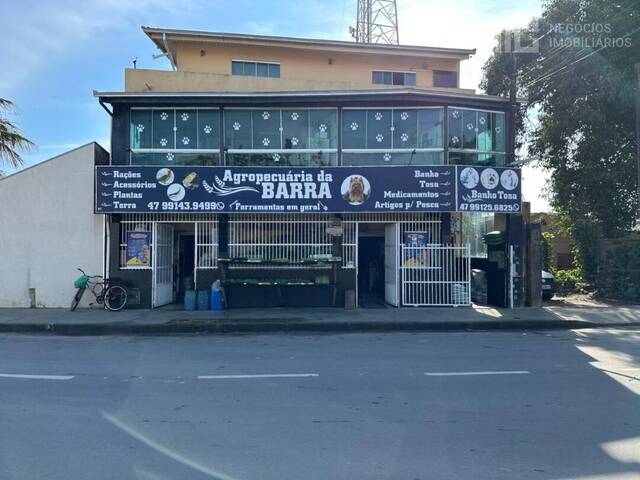 NEGÓCIOS
IMOBILIÁRIOS
Rações
Acessórios
Plantas
Terra
Agropecuária da
BARRA
Ferramentas em geral
47 99143.9499
Banho
Tosa
Medicamentos
Artigos p/ Pesca
Banho Tosa
47 99125.6825